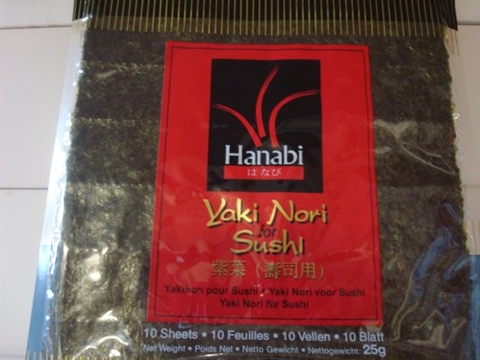 Hanabi
はなび
Yaki Nori
for
Sushi
紫菜 (壽司用)
Yakinori pour Sushi • Yaki Nori voor Sushi
Yaki Nori für Sushi
10 Sheets • 10 Feuilles • 10 Vellen • 10 Blatt
Net Weight • Poids Net • Netto Gewicht • Nettogewicht: 25g